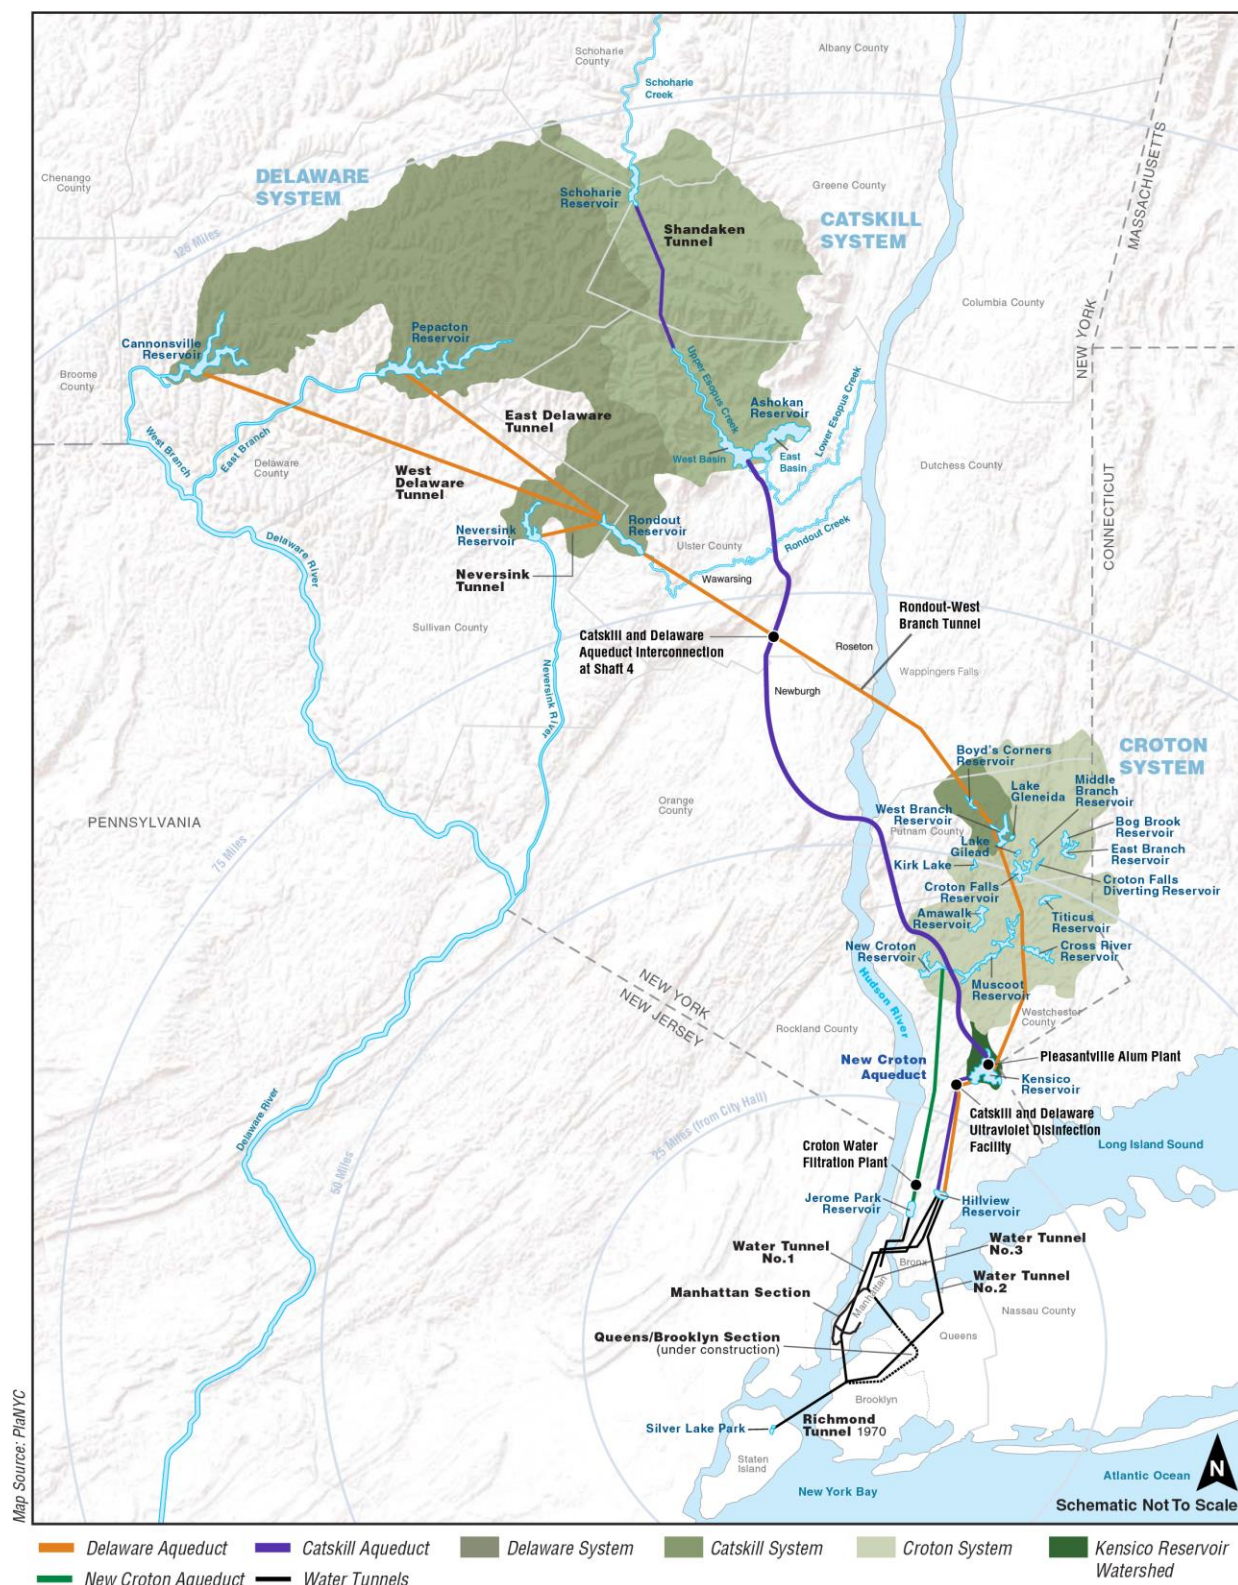 Schoharie
County
Albany County
Schoharie
Creek
MASSACHUSETTS
DELAWARE
SYSTEM
Chenango
County
Schoharie
Reservoir
Greene County
CATSKILL
SYSTEM
Shandaken
Tunnel
126 Miles
Columbia County
NEW YORK
Pepacton
Reservoir
Cannonsville
Reservoir
Broome
County
Upper Esopus Creek
Ashokan
Reservoir
Lower Esopus Creek
East Delaware
Tunnel
West Branch
East Branch
Delaware
County
West Basin
East
Basin
Dutchess County
West
Delaware
Tunnel
CONNECTICUT
Delaware River
Neversink
Reservoir
Rondout
Reservoir
Ulster County
Rondout Creek
Neversink
Tunnel
Wawarsing
Rondout-West
Branch Tunnel
Sullivan County
Catskill and Delaware
Aqueduct Interconnection
at Shaft 4
Roseton
Wappingers Falls
Neversink River
Newburgh
CROTON
SYSTEM
Boyd's Corners
Reservoir
Lake
Gleneida
Middle
Branch
Reservoir
Orange
County
West Branch
Reservoir
Putnam County
Bog Brook
Reservoir
PENNSYLVANIA
75 Miles
Lake
Gilead
East Branch
Reservoir
Kirk Lake
Croton Falls
Diverting Reservoir
Croton Falls
Reservoir
Amawalk
Reservoir
Titicus
Reservoir
New Croton
Reservoir
Cross River
Reservoir
NEW YORK
NEW JERSEY
Hudson River
Muscoot
Reservoir
Westchester
County
Rockland County
New Croton
Aqueduct
Pleasantville Alum Plant
Kensico
Reservoir
Delaware River
50 Miles
25 Miles (from City Hall)
Catskill and Delaware
Ultraviolet Disinfection
Facility
Long Island Sound
Croton Water
Filtration Plant
Jerome Park
Reservoir
Hillview
Reservoir
Water Tunnel
No.1
Water Tunnel
No.3
Bronx
Water Tunnel
No.2
Manhattan Section
Manhattan
Nassau County
Queens/Brooklyn Section
(under construction)
Queens
Brooklyn
Silver Lake Park
Richmond
Tunnel 1970
Staten
Island
New York Bay
Atlantic Ocean
N
Schematic Not To Scale
Map Source: PlaNYC
Delaware Aqueduct
Catskill Aqueduct
Delaware System
Catskill System
Croton System
Kensico Reservoir
Watershed
New Croton Aqueduct
Water Tunnels